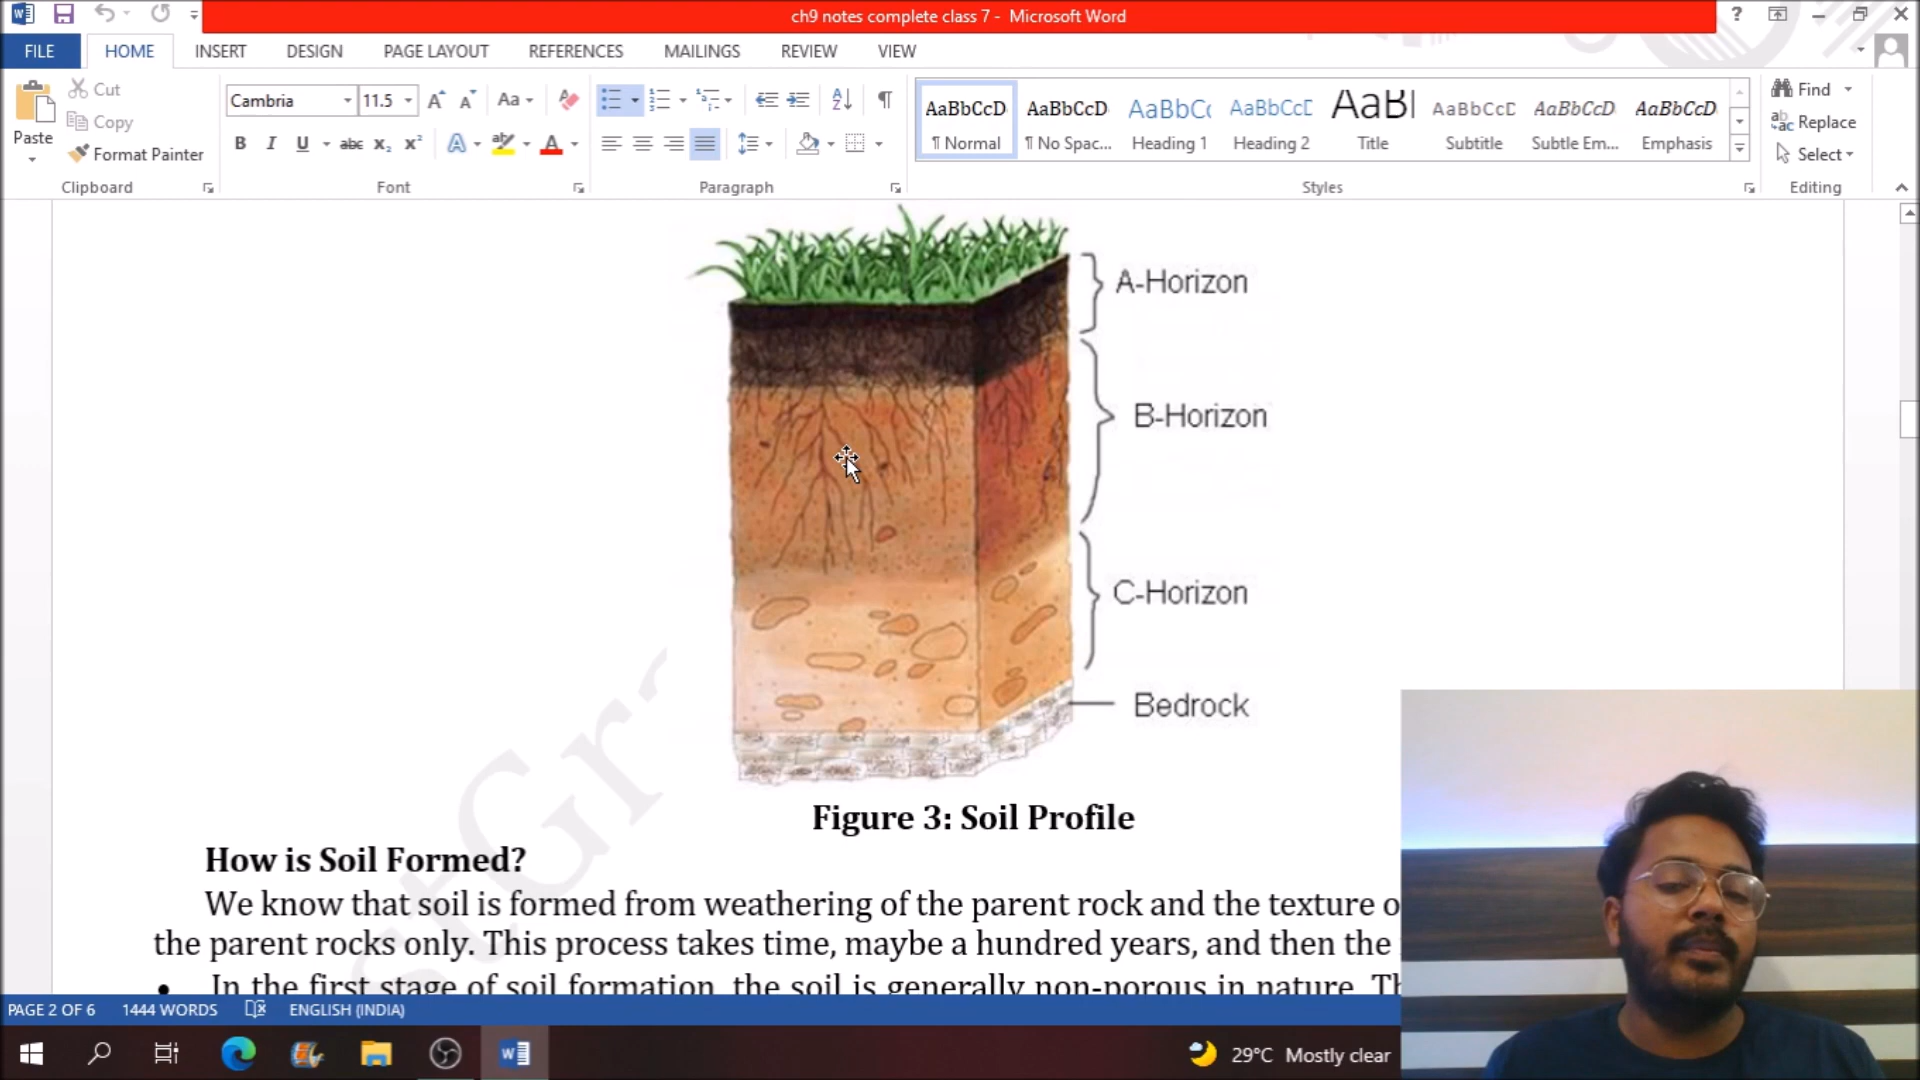 ch9 notes complete class 7 - Microsoft Word
FILE HOME INSERT DESIGN PAGE LAYOUT REFERENCES MAILINGS REVIEW VIEW
Paste
Cut
Copy
Format Painter
Clipboard
Cambria 11.5
Font
Paragraph
AaBbCcD AaBbCcD AaBbC AaBbCcD AaBl AaBbCcD AaBbCcD AaBbCcD
¶ Normal ¶ No Spac... Heading 1 Heading 2 Title Subtitle Subtle Em... Emphasis
Styles
Find
Replace
Select
Editing
A-Horizon
B-Horizon
C-Horizon
Bedrock
Figure 3: Soil Profile
How is Soil Formed?
We know that soil is formed from weathering of the parent rock and the texture o
the parent rocks only. This process takes time, maybe a hundred years, and then the
• In the first stage of soil formation, the soil is generally non-porous in nature. Th
PAGE 2 OF 6 1444 WORDS ENGLISH (INDIA)
29°C Mostly clear